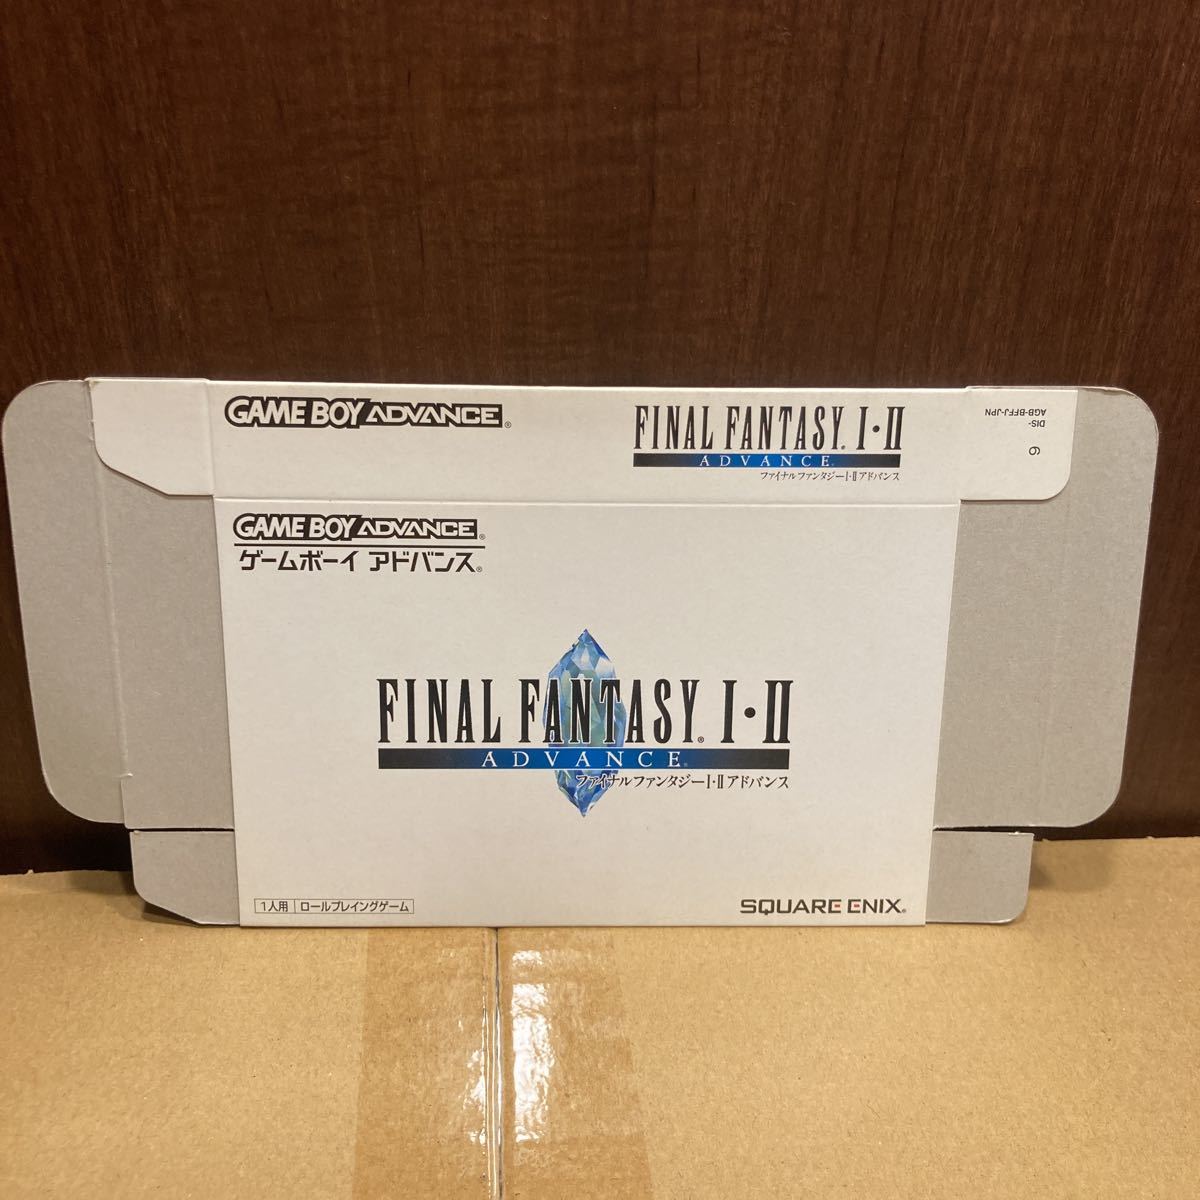 GAME BOY ADVANCE®
FINAL FANTASY® I・II
ADVANCE®
ファイナルファンタジーI・II アドバンス
DIS-
AGB-BFFJ-JPN
6
GAME BOY ADVANCE®
ゲームボーイ アドバンス®
FINAL FANTASY® I・II
ADVANCE®
ファイナルファンタジーI・II アドバンス
1人用 ロールプレイングゲーム
SQUARE ENIX®